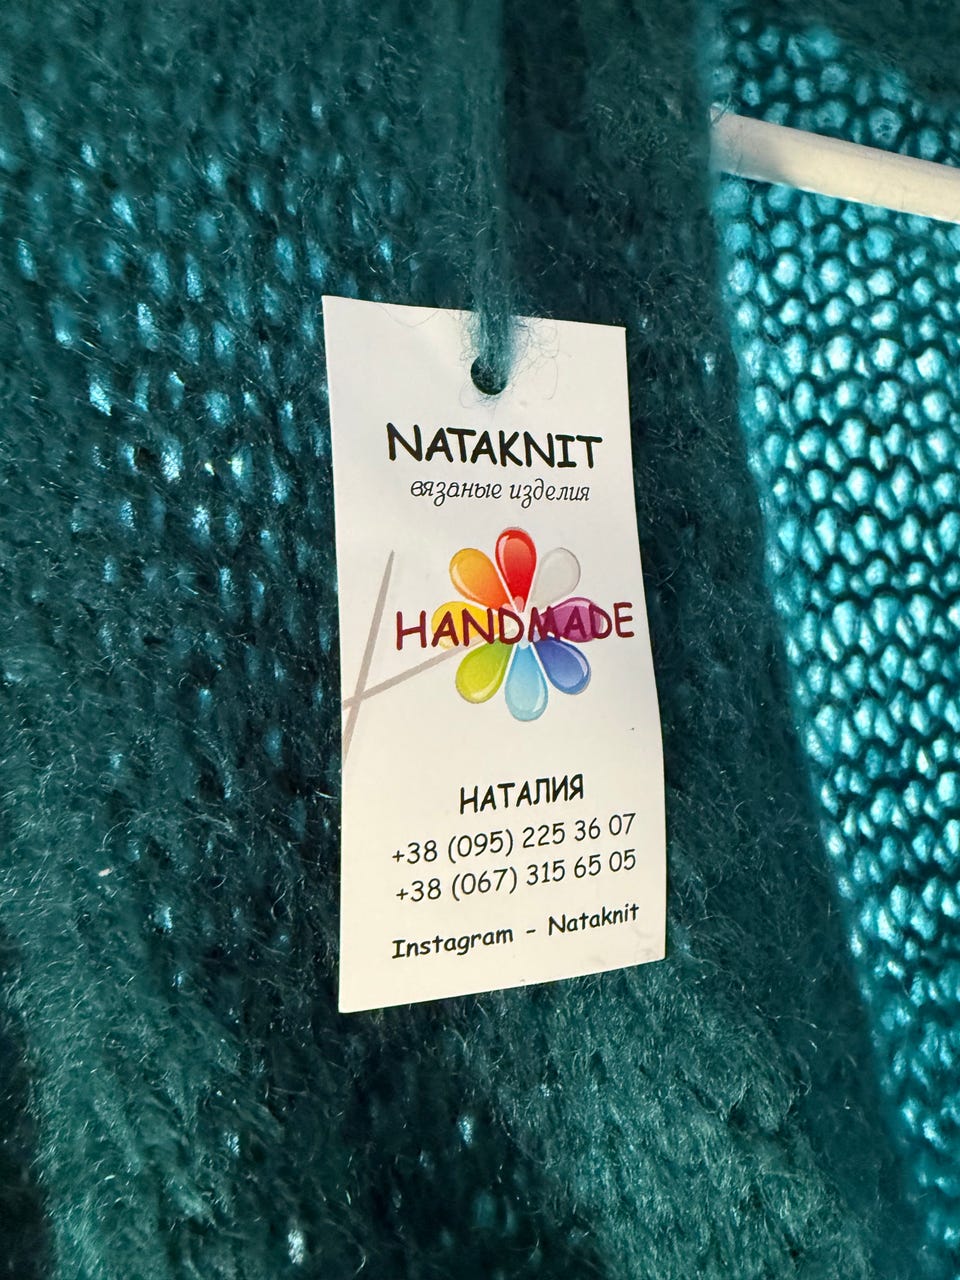 NATAKNIT
вязаные изделия
HANDMADE
НАТАЛИЯ
+38 (095) 225 36 07
+38 (067) 315 65 05
Instagram - Nataknit